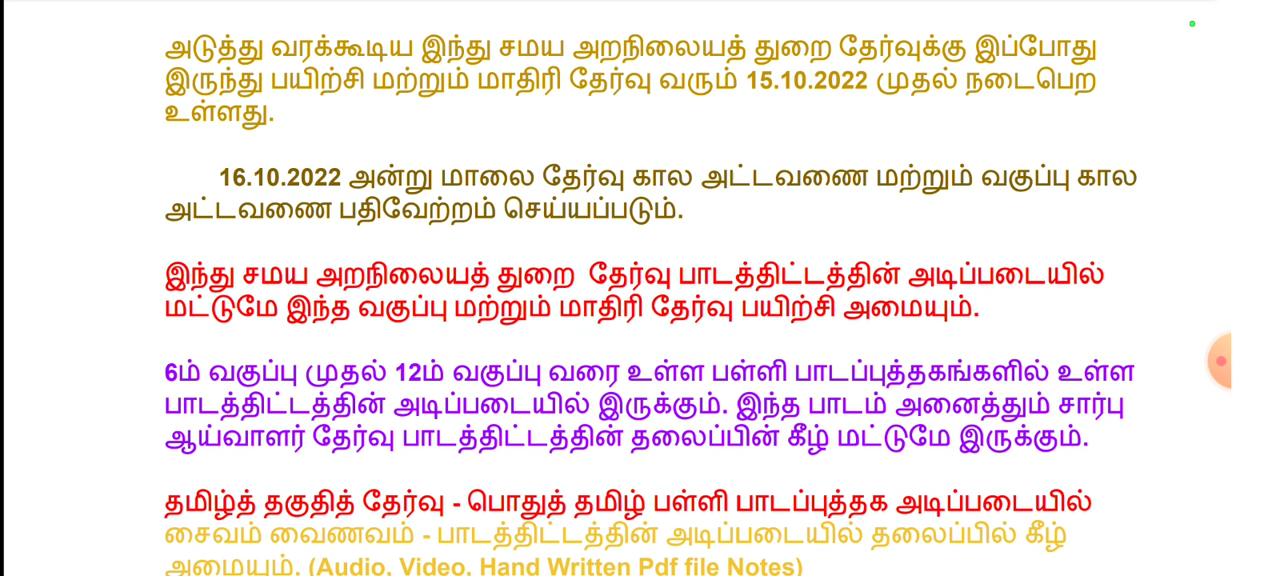 அடுத்து வரக்கூடிய இந்து சமய அறநிலையத் துறை தேர்வுக்கு இப்போது
இருந்து பயிற்சி மற்றும் மாதிரி தேர்வு வரும் 15.10.2022 முதல் நடைபெற
உள்ளது.
16.10.2022 அன்று மாலை தேர்வு கால அட்டவணை மற்றும் வகுப்பு கால
அட்டவணை பதிவேற்றம் செய்யப்படும்.
இந்து சமய அறநிலையத் துறை தேர்வு பாடத்திட்டத்தின் அடிப்படையில்
மட்டுமே இந்த வகுப்பு மற்றும் மாதிரி தேர்வு பயிற்சி அமையும்.
6ம் வகுப்பு முதல் 12ம் வகுப்பு வரை உள்ள பள்ளி பாடப்புத்தகங்களில் உள்ள
பாடத்திட்டத்தின் அடிப்படையில் இருக்கும். இந்த பாடம் அனைத்தும் சார்பு
ஆய்வாளர் தேர்வு பாடத்திட்டத்தின் தலைப்பின் கீழ் மட்டுமே இருக்கும்.
தமிழ்த் தகுதித் தேர்வு - பொதுத் தமிழ் பள்ளி பாடப்புத்தக அடிப்படையில்
சைவம் வைணவம் - பாடத்திட்டத்தின் அடிப்படையில் தலைப்பில் கீழ்
அமையும். (Audio, Video, Hand Written Pdf file Notes)